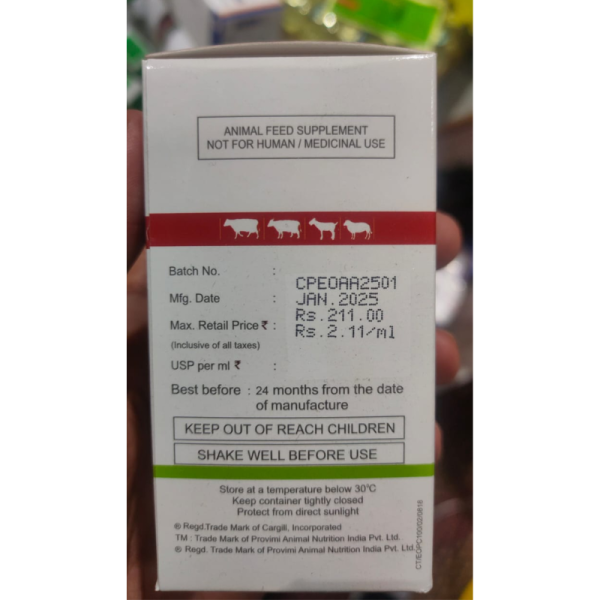 ANIMAL FEED SUPPLEMENT
NOT FOR HUMAN / MEDICINAL USE
Batch No. : CPEOAA2501
Mfg. Date : JAN.2025
Max. Retail Price ₹ : Rs.211.00
(Inclusive of all taxes)
USP per ml ₹ : Rs.2.11/ml
Best before : 24 months from the date
of manufacture
KEEP OUT OF REACH CHILDREN
SHAKE WELL BEFORE USE
Store at a temperature below 30°C
Keep container tightly closed
Protect from direct sunlight
® Regd.Trade Mark of Cargill, Incorporated
TM : Trade Mark of Provimi Animal Nutrition India Pvt. Ltd.
® Regd. Trade Mark of Provimi Animal Nutrition India Pvt. Ltd.